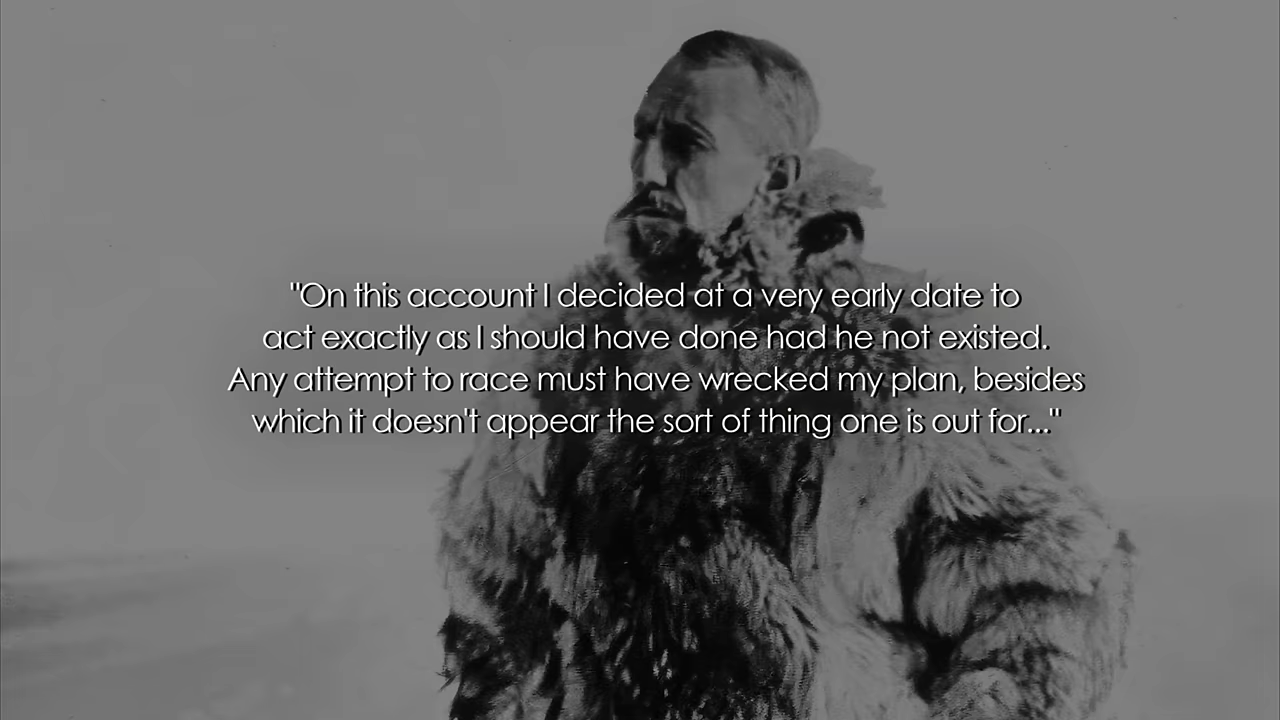 "On this account I decided at a very early date to
act exactly as I should have done had he not existed.
Any attempt to race must have wrecked my plan, besides
which it doesn't appear the sort of thing one is out for..."